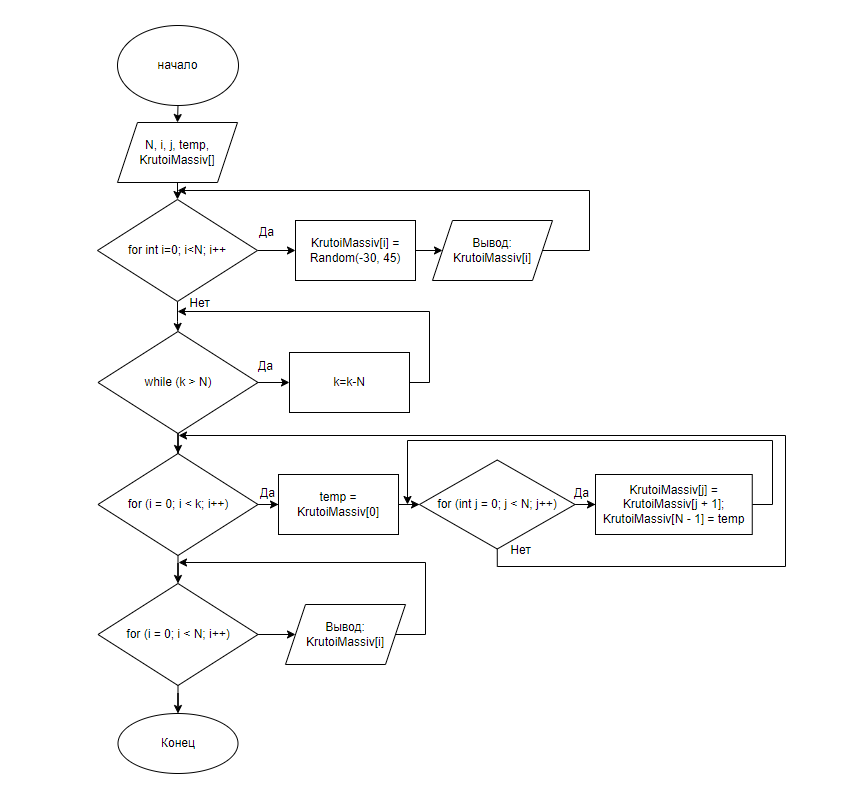 начало
N, i, j, temp,
KrutoiMassiv[]
for int i=0; i<N; i++
Да
KrutoiMassiv[i] =
Random(-30, 45)
Вывод:
KrutoiMassiv[i]
Нет
while (k > N)
Да
k=k-N
for (i = 0; i < k; i++)
Да
temp =
KrutoiMassiv[0]
for (int j = 0; j < N; j++)
Да
KrutoiMassiv[j] =
KrutoiMassiv[j + 1];
KrutoiMassiv[N - 1] = temp
Нет
for (i = 0; i < N; i++)
Вывод:
KrutoiMassiv[i]
Конец